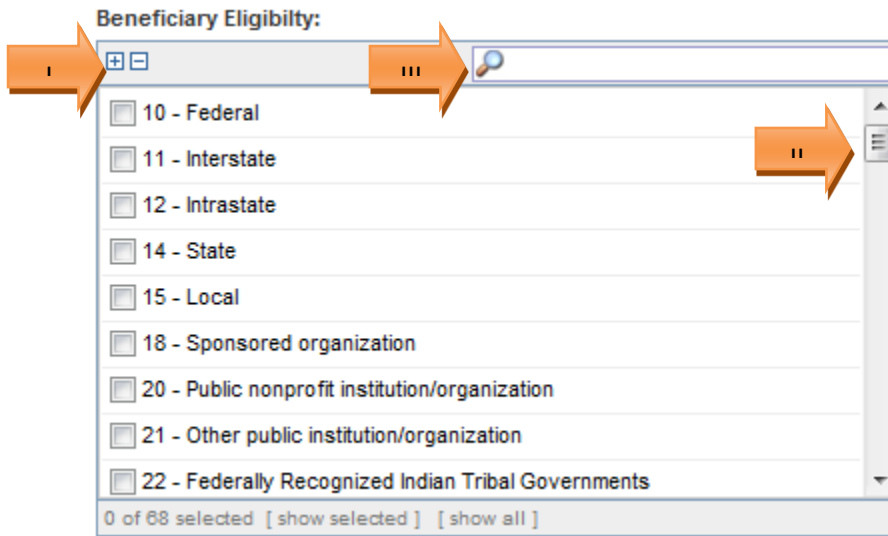 Beneficiary Eligibilty:
I
III
10 - Federal
11 - Interstate
II
12 - Intrastate
14 - State
15 - Local
18 - Sponsored organization
20 - Public nonprofit institution/organization
21 - Other public institution/organization
22 - Federally Recognized Indian Tribal Governments
0 of 68 selected [ show selected ] [ show all ]